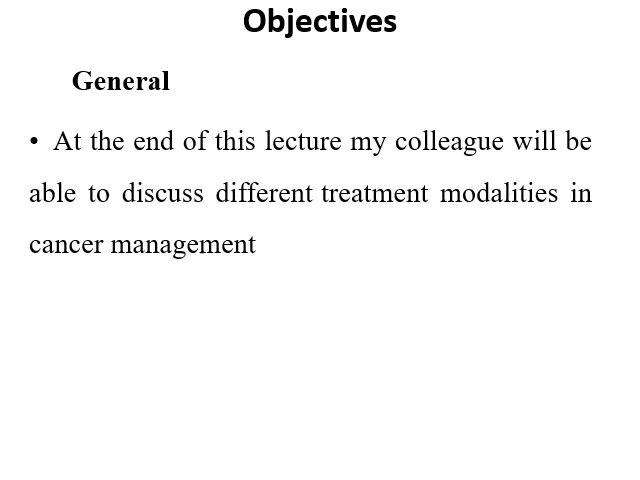 Objectives
General
• At the end of this lecture my colleague will be
able to discuss different treatment modalities in
cancer management